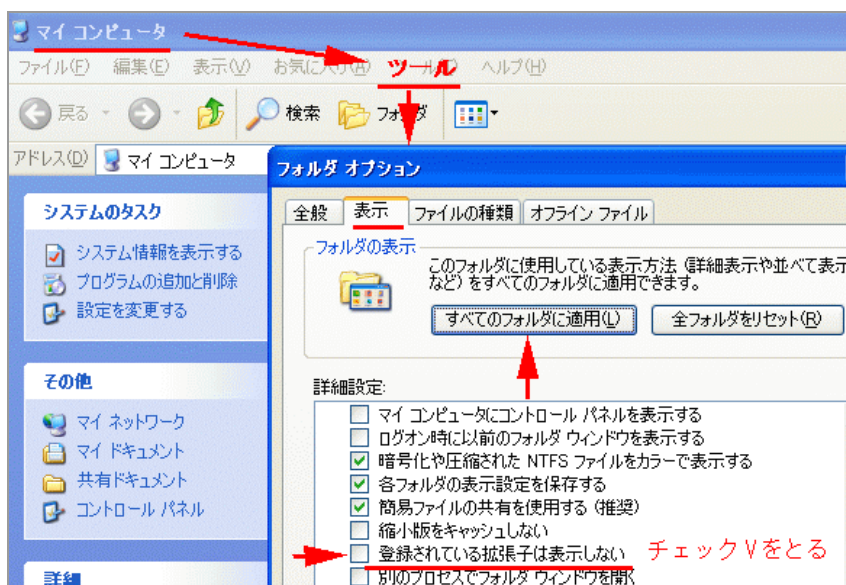 マイ コンピュータ
ファイル(F) 編集(E) 表示(V) お気に入り(A) ツール ヘルプ(H)
戻る 検索 フォルダ
アドレス(D) マイ コンピュータ
フォルダ オプション
全般 表示 ファイルの種類 オフライン ファイル
システムのタスク
システム情報を表示する
プログラムの追加と削除
設定を変更する
フォルダの表示
このフォルダに使用している表示方法 (詳細表示や並べて表示
など) をすべてのフォルダに適用できます。
すべてのフォルダに適用(L) 全フォルダをリセット(R)
その他
マイ ネットワーク
マイ ドキュメント
共有ドキュメント
コントロール パネル
詳細
詳細設定:
マイ コンピュータにコントロール パネルを表示する
ログオン時に以前のフォルダ ウィンドウを表示する
暗号化や圧縮された NTFS ファイルをカラーで表示する
各フォルダの表示設定を保存する
簡易ファイルの共有を使用する (推奨)
縮小版をキャッシュしない
登録されている拡張子は表示しない チェックVをとる
別のプロセスでフォルダ ウィンドウを開く